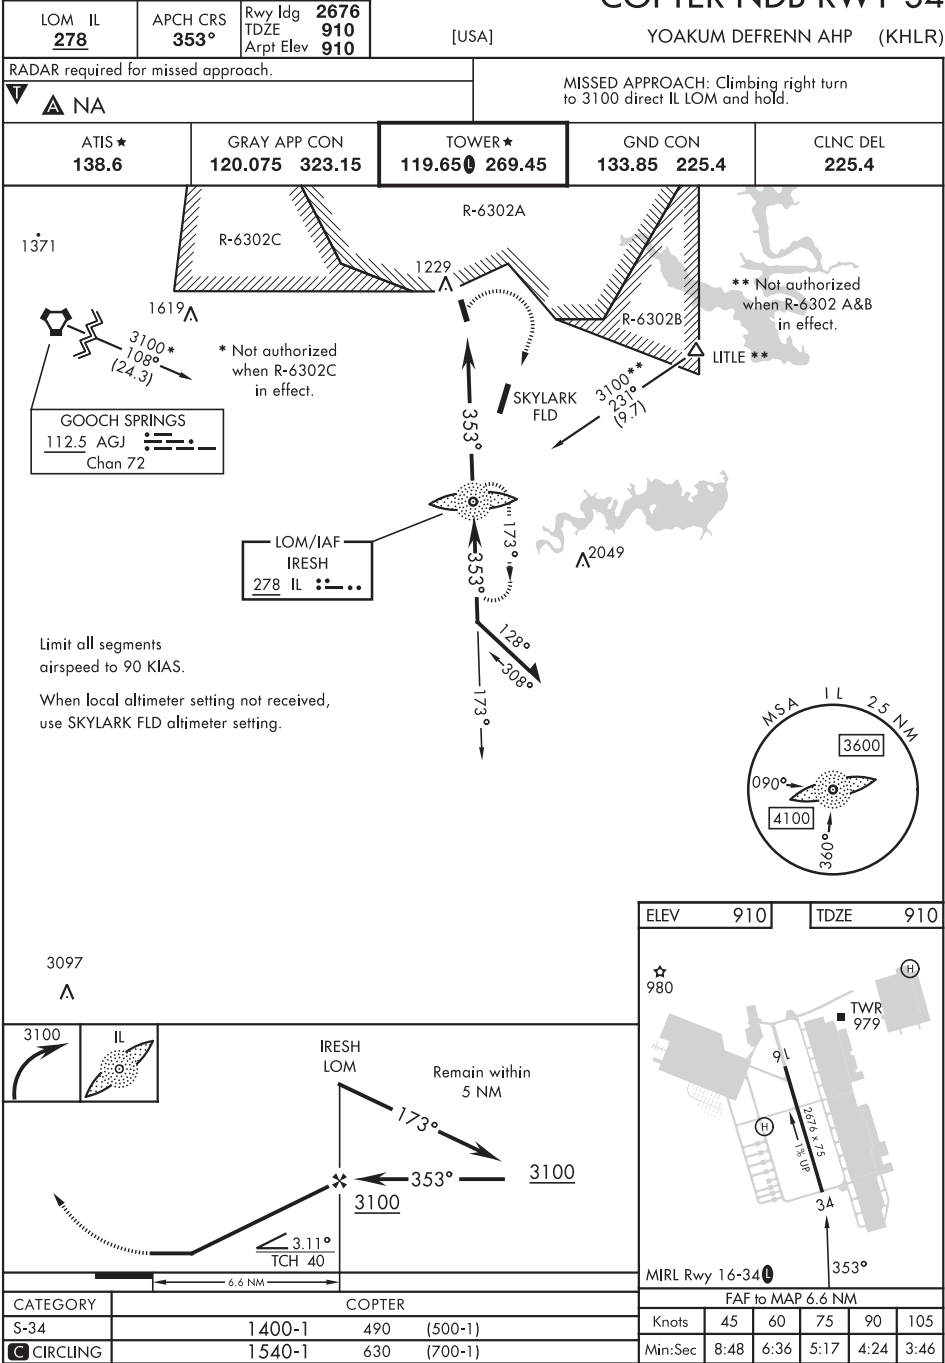 COPTER NDB RWY 34
LOM IL
278
APCH CRS
353°
Rwy ldg 2676
TDZE 910
Arpt Elev 910
[USA]
YOAKUM DEFRENN AHP (KHLR)
RADAR required for missed approach.
T
A NA
MISSED APPROACH: Climbing right turn
to 3100 direct IL LOM and hold.
ATIS★
138.6
GRAY APP CON
120.075 323.15
TOWER★
119.65 L 269.45
GND CON
133.85 225.4
CLNC DEL
225.4
R-6302A
R-6302C
1371
1229
** Not authorized
when R-6302 A&B
in effect.
1619
R-6302B
LITLE **
3100*
108°
(24.3)
* Not authorized
when R-6302C
in effect.
3100**
231°
(9.7)
SKYLARK
FLD
353°
GOOCH SPRINGS
112.5 AGJ
Chan 72
LOM/IAF
IRESH
278 IL
173°
353°
2049
128°
308°
173°
Limit all segments
airspeed to 90 KIAS.
When local altimeter setting not received,
use SKYLARK FLD altimeter setting.
MSA IL 25 NM
3600
090°
4100
360°
3097
ELEV 910
TDZE 910
980
H
TWR
979
16
2676 x 75
1% UP
H
34
353°
MIRL Rwy 16-34 L
3100
IL
IRESH
LOM
Remain within
5 NM
173°
353°
3100
3100
3.11°
TCH 40
6.6 NM
CATEGORY COPTER
S-34 1400-1 490 (500-1)
C CIRCLING 1540-1 630 (700-1)
FAF to MAP 6.6 NM
Knots 45 60 75 90 105
Min:Sec 8:48 6:36 5:17 4:24 3:46